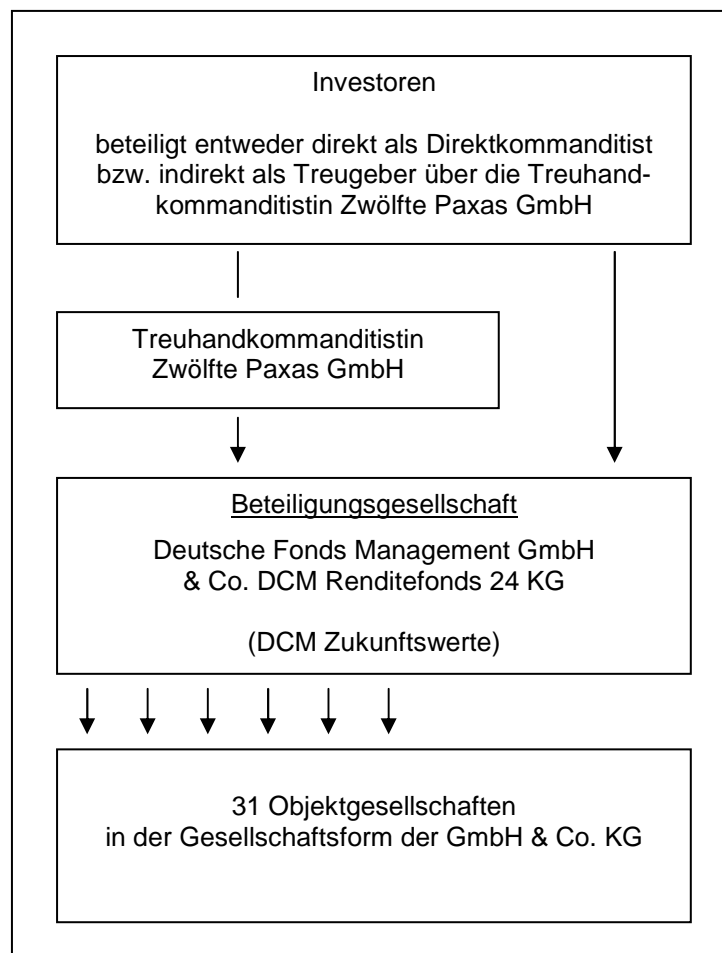 Investoren
beteiligt entweder direkt als Direktkommanditist
bzw. indirekt als Treugeber über die Treuhand-
kommanditistin Zwölfte Paxas GmbH
Treuhandkommanditistin
Zwölfte Paxas GmbH
Beteiligungsgesellschaft
Deutsche Fonds Management GmbH
& Co. DCM Renditefonds 24 KG
(DCM Zukunftswerte)
31 Objektgesellschaften
in der Gesellschaftsform der GmbH & Co. KG